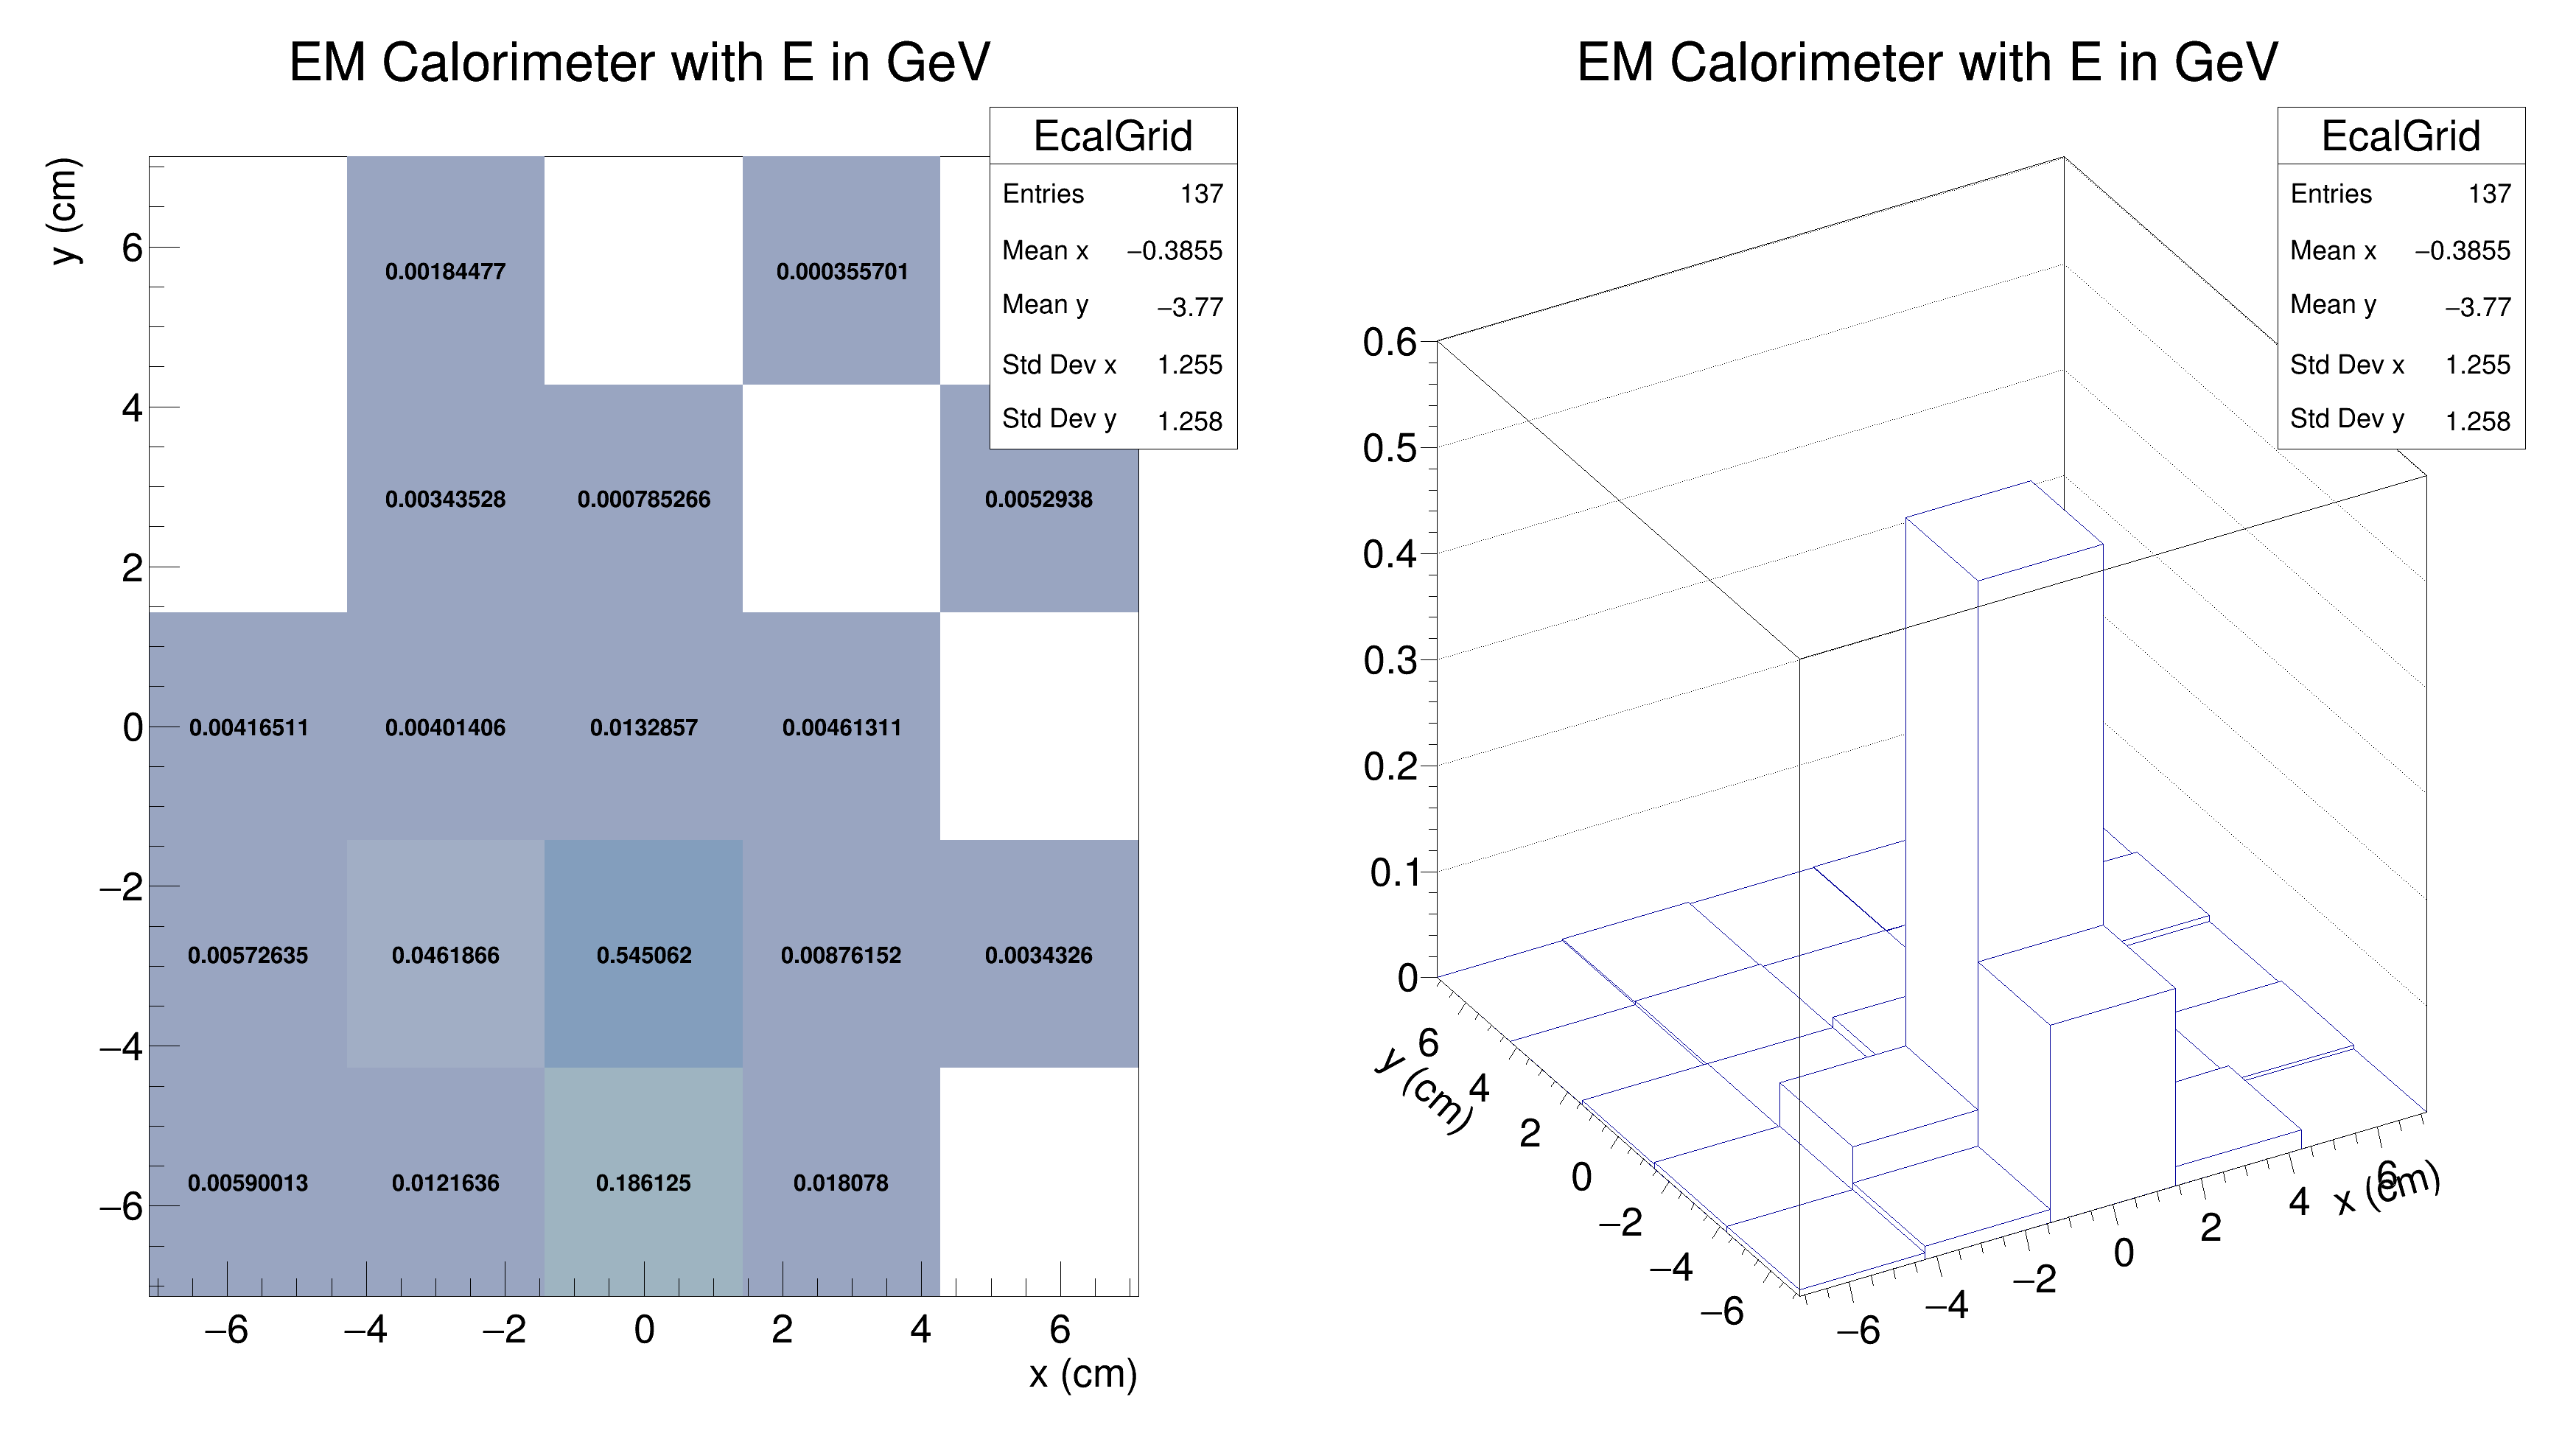 EM Calorimeter with E in GeV
EcalGrid
Entries 137
Mean x −0.3855
Mean y −3.77
Std Dev x 1.255
Std Dev y 1.258
y (cm)
6
4
2
0
−2
−4
−6
0.00184477 0.000355701
0.00343528 0.000785266 0.0052938
0.00416511 0.00401406 0.0132857 0.00461311
0.00572635 0.0461866 0.545062 0.00876152 0.0034326
0.00590013 0.0121636 0.186125 0.018078
−6 −4 −2 0 2 4 6
x (cm)
EM Calorimeter with E in GeV
EcalGrid
Entries 137
Mean x −0.3855
Mean y −3.77
Std Dev x 1.255
Std Dev y 1.258
0.6
0.5
0.4
0.3
0.2
0.1
0
6
4
2
0
−2
−4
−6
y (cm)
−6
−4
−2
0
2
4
6
x (cm)